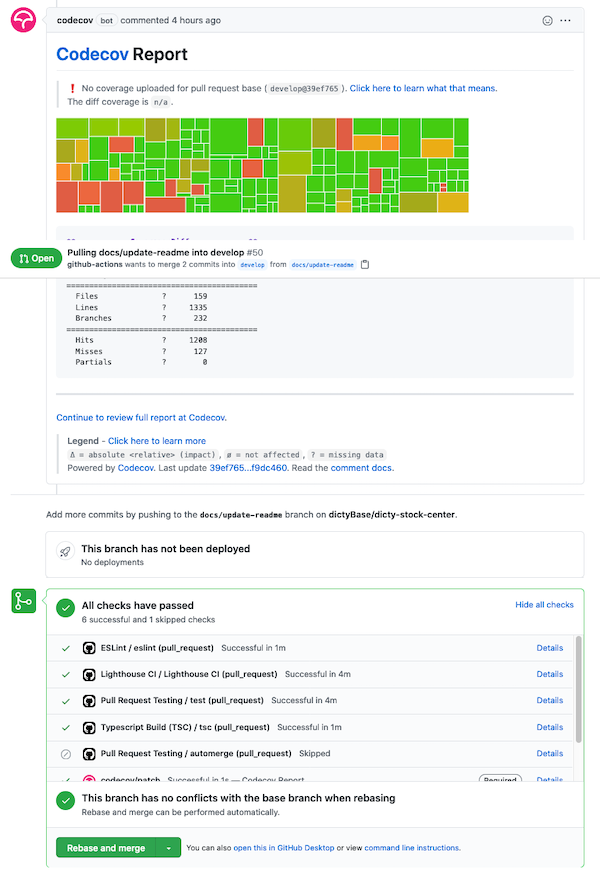 codecov bot commented 4 hours ago
Codecov Report
❗ No coverage uploaded for pull request base (develop@39ef765). Click here to learn what that means.
The diff coverage is n/a.
Open
Pulling docs/update-readme into develop #50
github-actions wants to merge 2 commits into develop from docs/update-readme
==========================================
Files ? 159
Lines ? 1335
Branches ? 232
==========================================
Hits ? 1208
Misses ? 127
Partials ? 0
Continue to review full report at Codecov.
Legend - Click here to learn more
Δ = absolute <relative> (impact), ø = not affected, ? = missing data
Powered by Codecov. Last update 39ef765...f9dc460. Read the comment docs.
Add more commits by pushing to the docs/update-readme branch on dictyBase/dicty-stock-center.
This branch has not been deployed
No deployments
All checks have passed
Hide all checks
6 successful and 1 skipped checks
ESLint / eslint (pull_request) Successful in 1m Details
Lighthouse CI / Lighthouse CI (pull_request) Successful in 4m Details
Pull Request Testing / test (pull_request) Successful in 4m Details
Typescript Build (TSC) / tsc (pull_request) Successful in 1m Details
Pull Request Testing / automerge (pull_request) Skipped Details
codecov/patch Successful in 1s — Codecov Report Required Details
This branch has no conflicts with the base branch when rebasing
Rebase and merge can be performed automatically.
Rebase and merge
You can also open this in GitHub Desktop or view command line instructions.